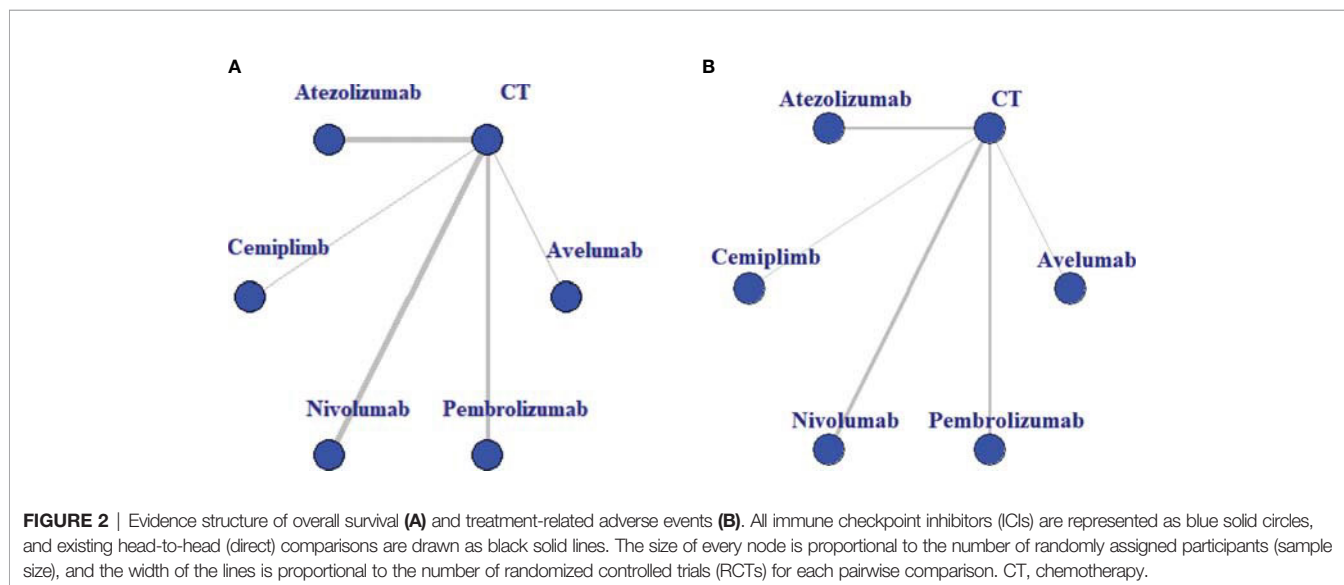 A
Atezolizumab CT
Cemiplimb
Avelumab
Nivolumab Pembrolizumab
B
Atezolizumab CT
Cemiplimb
Avelumab
Nivolumab Pembrolizumab
FIGURE 2 | Evidence structure of overall survival (A) and treatment-related adverse events (B). All immune checkpoint inhibitors (ICIs) are represented as blue solid circles,
and existing head-to-head (direct) comparisons are drawn as black solid lines. The size of every node is proportional to the number of randomly assigned participants (sample
size), and the width of the lines is proportional to the number of randomized controlled trials (RCTs) for each pairwise comparison. CT, chemotherapy.